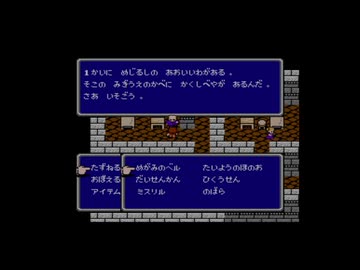 1かいに めじるしの おおいいわがある。
そこの みぎうえのかべに かくしべやが あるんだ。
さあ いそごう。
たずねる
おぼえる
アイテム
めがみのベル たいようのほのお
だいせんかん ひくうせん
ミスリル のばら